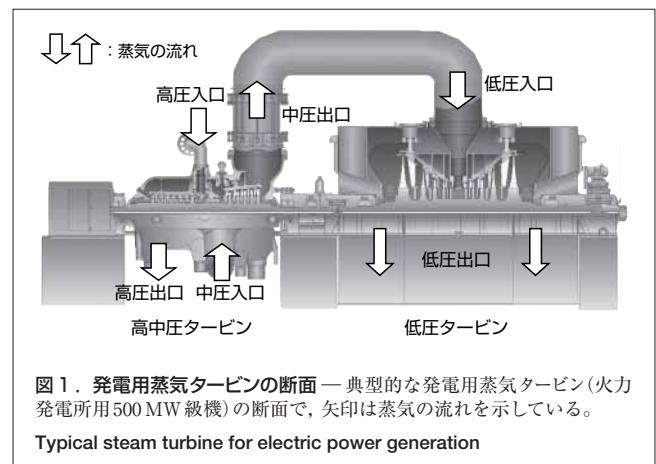 :蒸気の流れ
高圧入口
中圧出口
低圧入口
高圧出口
中圧入口
低圧出口
高中圧タービン
低圧タービン
図1. 発電用蒸気タービンの断面 — 典型的な発電用蒸気タービン(火力
発電所用500 MW級機)の断面で,矢印は蒸気の流れを示している。
Typical steam turbine for electric power generation